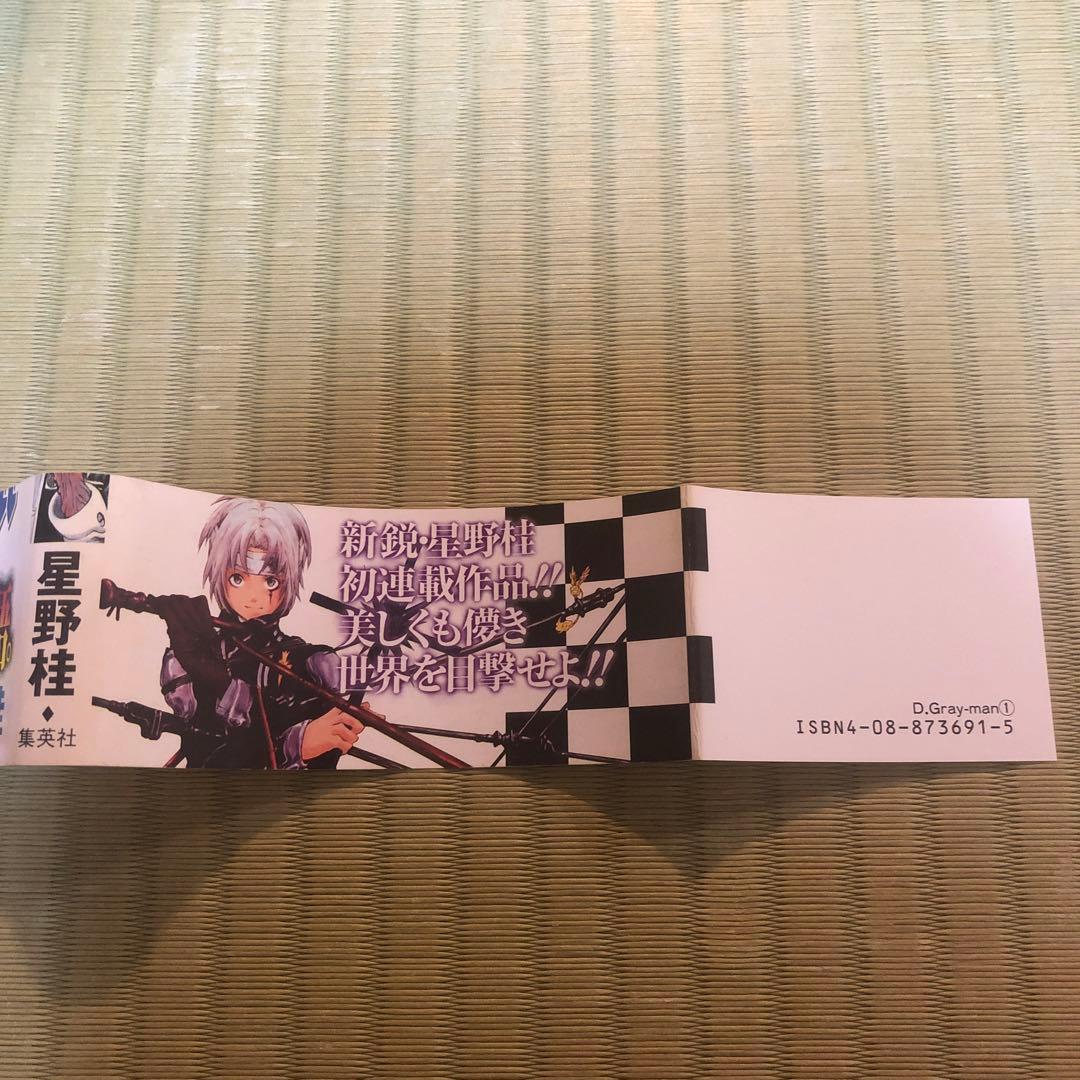 星野桂
集英社
新鋭・星野桂
初連載作品!!
美しくも儚き
世界を目撃せよ!!
D.Gray-man①
ISBN4-08-873691-5